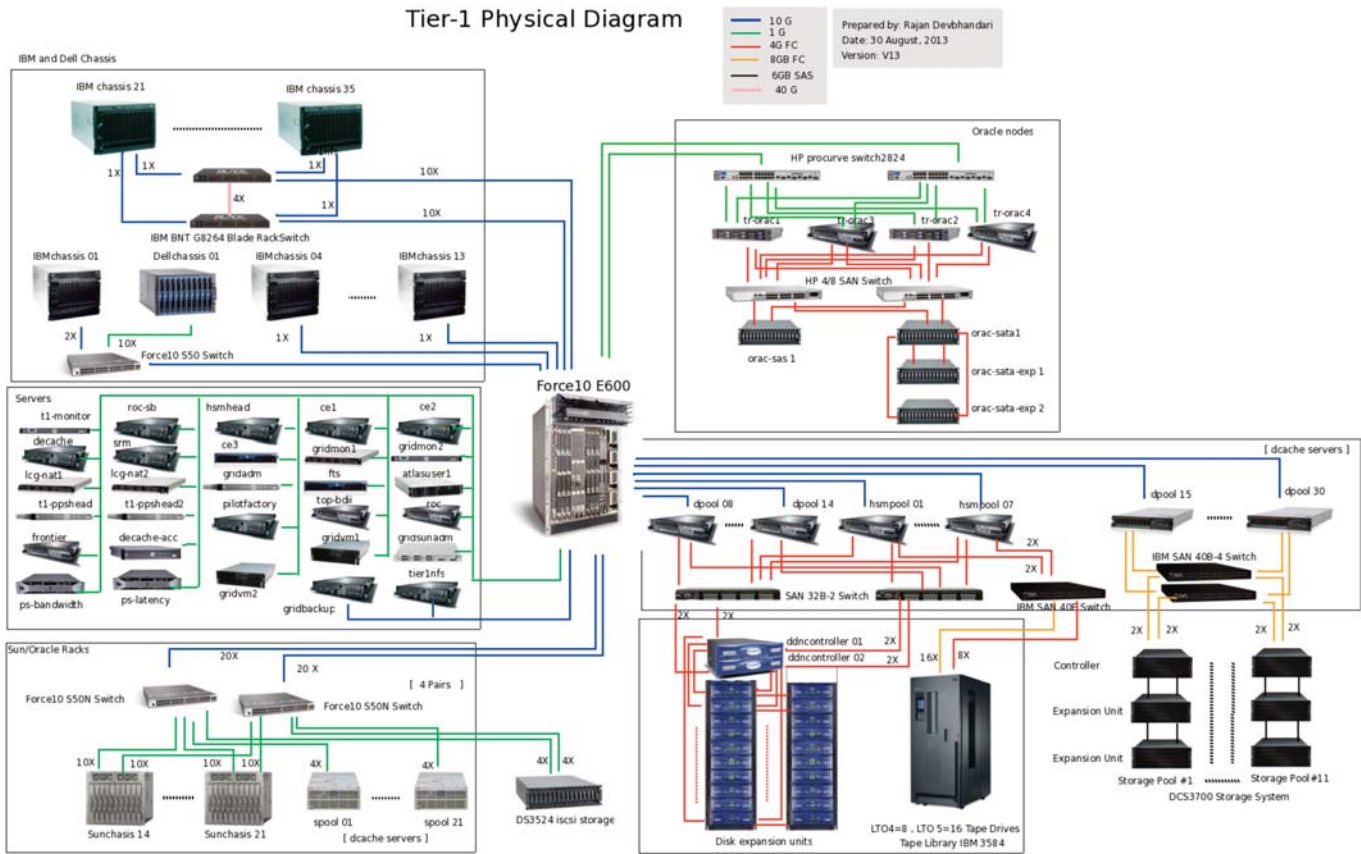 Tier-1 Physical Diagram
10 G
1 G
4G FC
8GB FC
6GB SAS
40 G
Prepared by: Rajan Devbhandari
Date: 30 August, 2013
Version: V13
IBM and Dell Chassis
IBM chassis 21
IBM chassis 35
1X
1X
1X
10X
4X
1X
10X
IBM BNT G8264 Blade RackSwitch
IBMchassis 01
Dellchassis 01
IBMchassis 04
IBMchassis 13
2X
10X
1X
1X
Force10 S50 Switch
Oracle nodes
HP procurve switch2824
tr-orac1
tr-orac3
tr-orac2
tr-orac4
HP 4/8 SAN Switch
orac-sas 1
orac-sata1
orac-sata-exp 1
orac-sata-exp 2
Force10 E600
Servers
t1-monitor
roc-sb
hsmhead
ce1
ce2
decache
srm
ce3
gridmon1
gridmon2
lcg-nat1
lcg-nat2
gridadm
fts
atlasuser1
t1-ppshead
t1-ppshead2
pilotfactory
top-bdii
roc
frontier
decache-acc
gridvm1
gridsunadm
ps-bandwidth
ps-latency
gridvm2
gridbackup
tier1nfs
[ dcache servers ]
dpool 08
dpool 14
hsmpool 01
hsmpool 07
dpool 15
dpool 30
2X
2X
IBM SAN 40B-4 Switch
SAN 32B-2 Switch
IBM SAN 40F Switch
2X
2X
2X
2X
2X
2X
2X
2X
ddncontroller 01
ddncontroller 02
16X
8X
Controller
Expansion Unit
Expansion Unit
Storage Pool #1
Storage Pool#11
DCS3700 Storage System
Disk expansion units
LTO4=8 , LTO 5=16 Tape Drives
Tape Library IBM 3584
Sun/Oracle Racks
20X
20 X
[ 4 Pairs ]
Force10 S50N Switch
Force10 S50N Switch
10X
10X
10X
10X
4X
4X
4X
4X
Sunchasis 14
Sunchasis 21
spool 01
spool 21
[ dcache servers ]
DS3524 iscsi storage